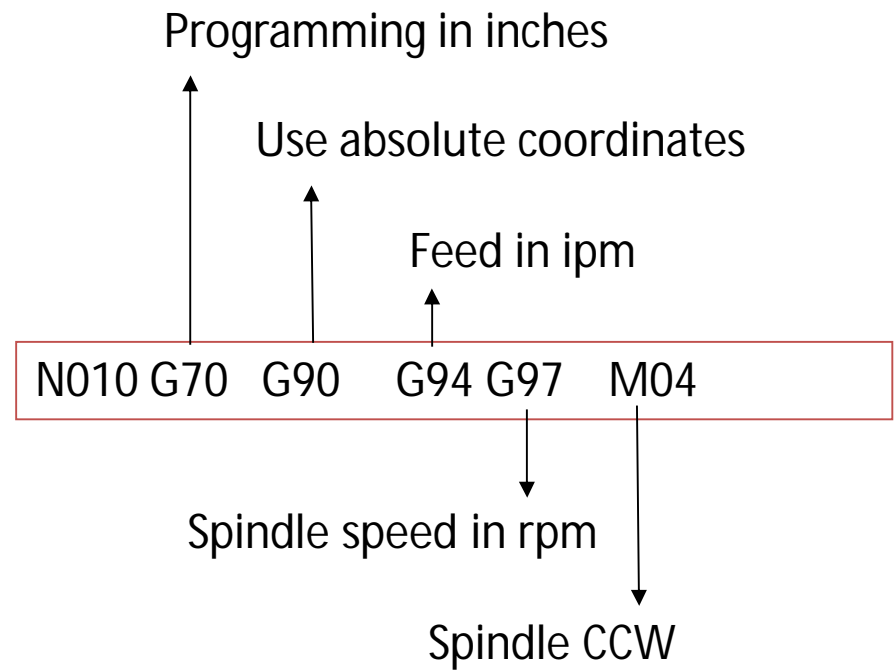 Programming in inches
Use absolute coordinates
Feed in ipm
N010 G70 G90 G94 G97 M04
Spindle speed in rpm
Spindle CCW